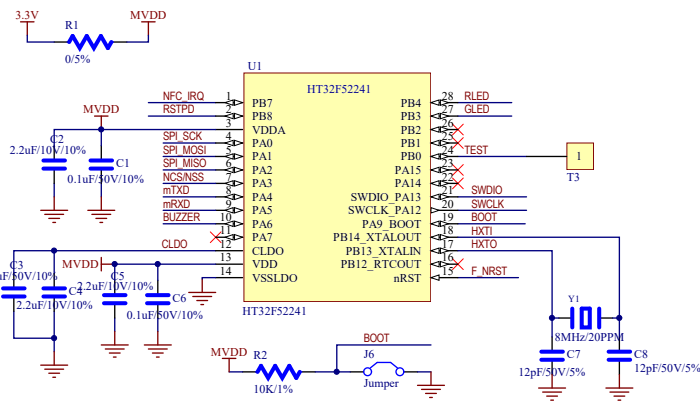 3.3V
MVDD
R1
0/5%
U1
HT32F52241
NFC_IRQ 1 PB7
RSTPD 2 PB8
MVDD 3 VDDA
SPI_SCK 4 PA0
SPI_MOSI 5 PA1
SPI_MISO 6 PA2
NCS/NSS 7 PA3
mTXD 8 PA4
mRXD 9 PA5
BUZZER 10 PA6
11 PA7
CLDO 12 CLDO
MVDD 13 VDD
14 VSSLDO
PB4 28 RLED
PB3 27 GLED
PB2 26
PB1 25
PB0 24 TEST
PA15 23
PA14 22
SWDIO_PA13 21 SWDIO
SWCLK_PA12 20 SWCLK
PA9_BOOT 19 BOOT
PB14_XTALOUT 18 HXTI
PB13_XTALIN 17 HXTO
PB12_RTCOUT 16
nRST 15 F_NRST
HT32F52241
1
T3
C2
2.2uF/10V/10%
C1
0.1uF/50V/10%
C3
uF/50V/10%
C4
2.2uF/10V/10%
C5
2.2uF/10V/10%
C6
0.1uF/50V/10%
Y1
8MHz/20PPM
C7
12pF/50V/5%
C8
12pF/50V/5%
MVDD
R2
10K/1%
BOOT
J6
Jumper